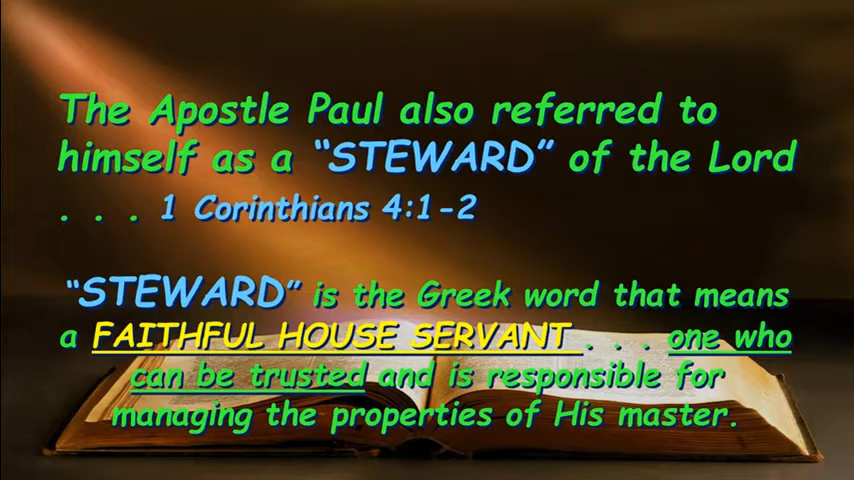 The Apostle Paul also referred to
himself as a “STEWARD” of the Lord
. . . 1 Corinthians 4:1-2
“STEWARD” is the Greek word that means
a FAITHFUL HOUSE SERVANT . . . one who
can be trusted and is responsible for
managing the properties of His master.